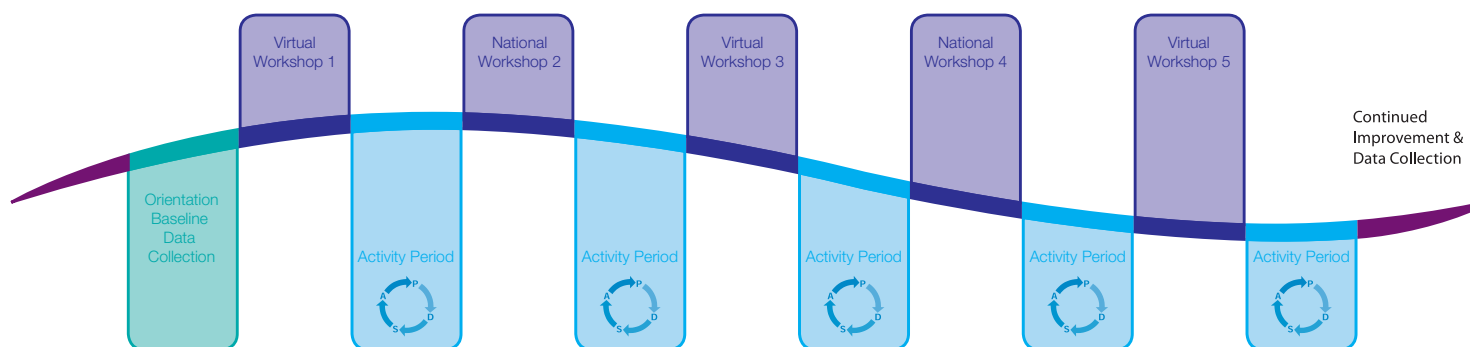 Virtual
Workshop 1
National
Workshop 2
Virtual
Workshop 3
National
Workshop 4
Virtual
Workshop 5
Continued
Improvement &
Data Collection
Orientation
Baseline
Data
Collection
Activity Period
A
P
D
S
Activity Period
A
P
D
S
Activity Period
A
P
D
S
Activity Period
A
P
D
S
Activity Period
A
P
D
S